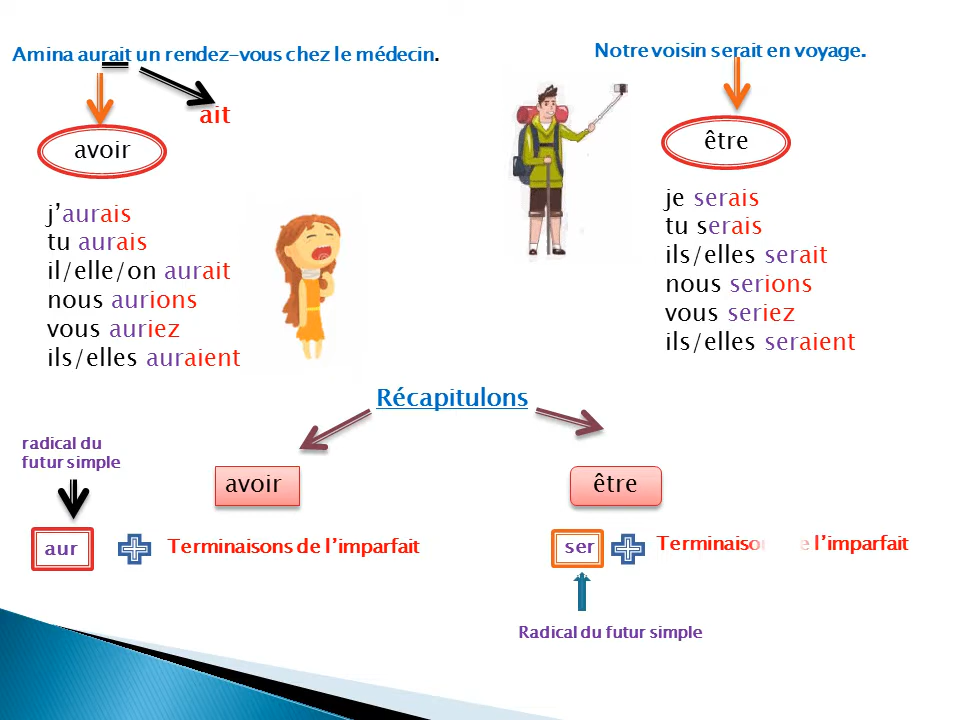 Amina aurait un rendez-vous chez le médecin.
ait
avoir
j’aurais
tu aurais
il/elle/on aurait
nous aurions
vous auriez
ils/elles auraient
Notre voisin serait en voyage.
être
je serais
tu serais
ils/elles serait
nous serions
vous seriez
ils/elles seraient
Récapitulons
radical du
futur simple
avoir
aur
Terminaisons de l’imparfait
être
ser
l’imparfait
Radical du futur simple